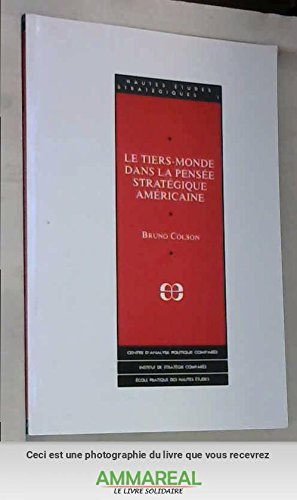 HAUTES ÉTUDES
STRATÉGIQUES 1
LE TIERS-MONDE
DANS LA PENSÉE
STRATÉGIQUE
AMÉRICAINE
BRUNO COLSON
CENTRE D'ANALYSE POLITIQUE COMPARÉE
INSTITUT DE STRATÉGIE COMPARÉE
ÉCOLE PRATIQUE DES HAUTES ÉTUDES
Ceci est une photographie du livre que vous recevrez
AMMAREAL
LE LIVRE SOLIDAIRE